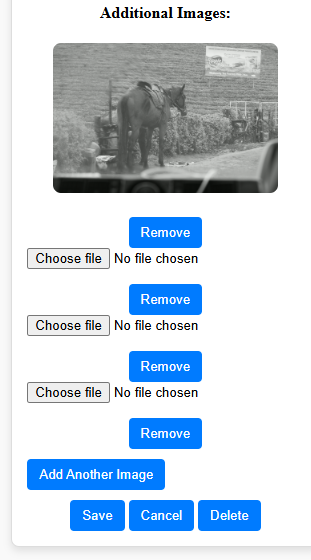 Additional Images:
Remove
Choose file No file chosen
Remove
Choose file No file chosen
Remove
Choose file No file chosen
Remove
Add Another Image
Save Cancel Delete